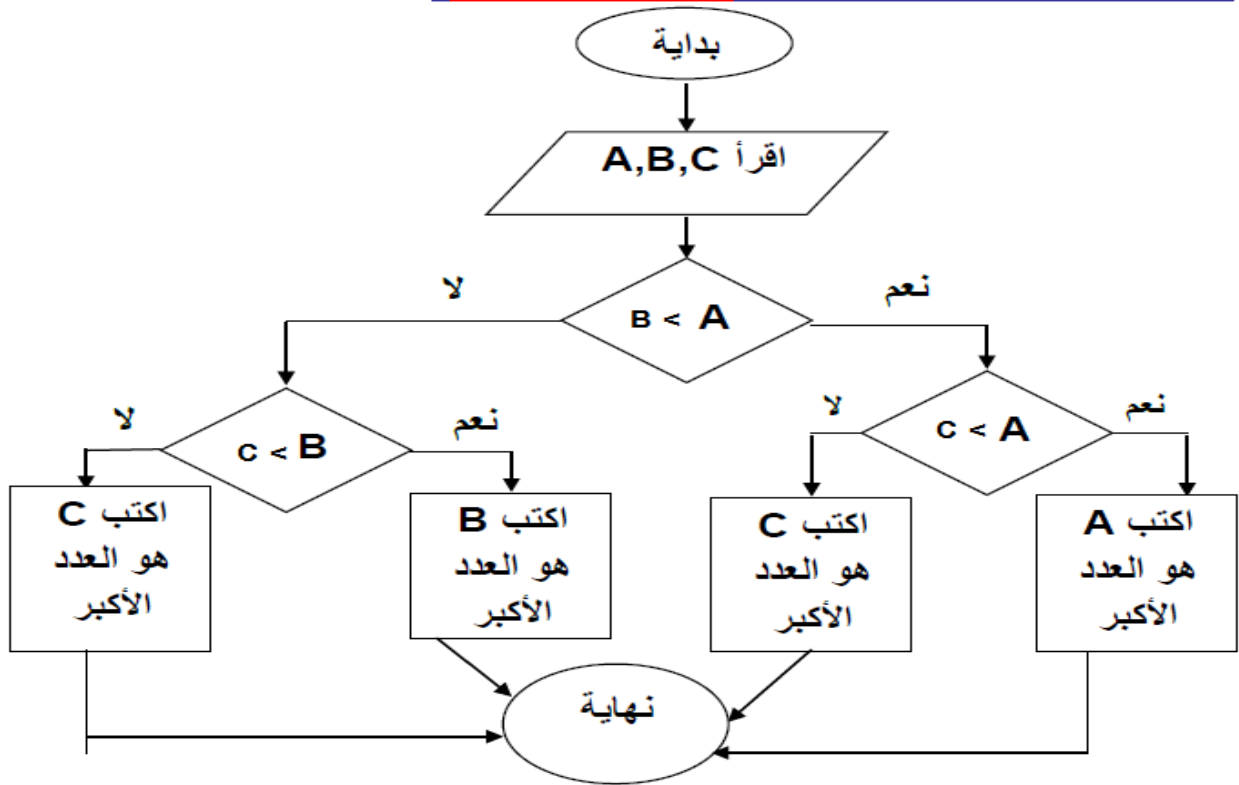 بداية
اقرأ A,B,C
B < A
نعم
لا
C < A
نعم
لا
C < B
نعم
لا
اكتب A
هو العدد
الأكبر
اكتب C
هو العدد
الأكبر
اكتب B
هو العدد
الأكبر
اكتب C
هو العدد
الأكبر
نهاية